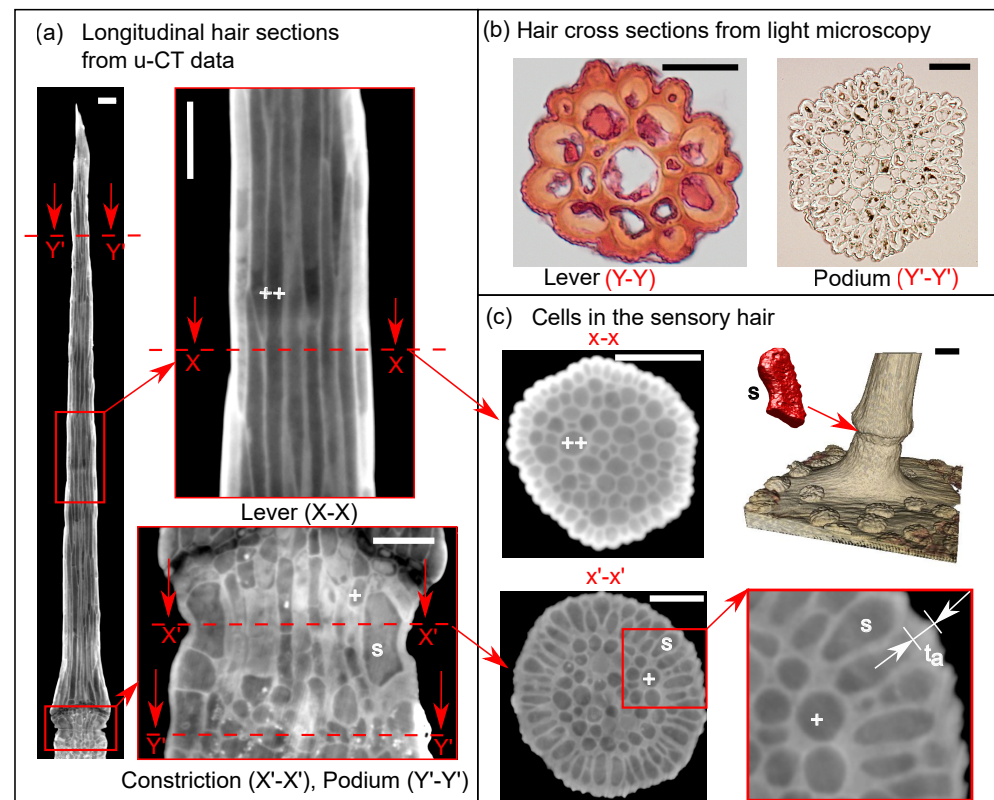 (a) Longitudinal hair sections
from u-CT data
Y' Y'
++
X X
Lever (X-X)
+
X' X'
s
Y' Y'
Constriction (X'-X'), Podium (Y'-Y')
(b) Hair cross sections from light microscopy
Lever (Y-Y) Podium (Y'-Y')
(c) Cells in the sensory hair
x-x
++
s
x'-x'
s
+
s
ta
+